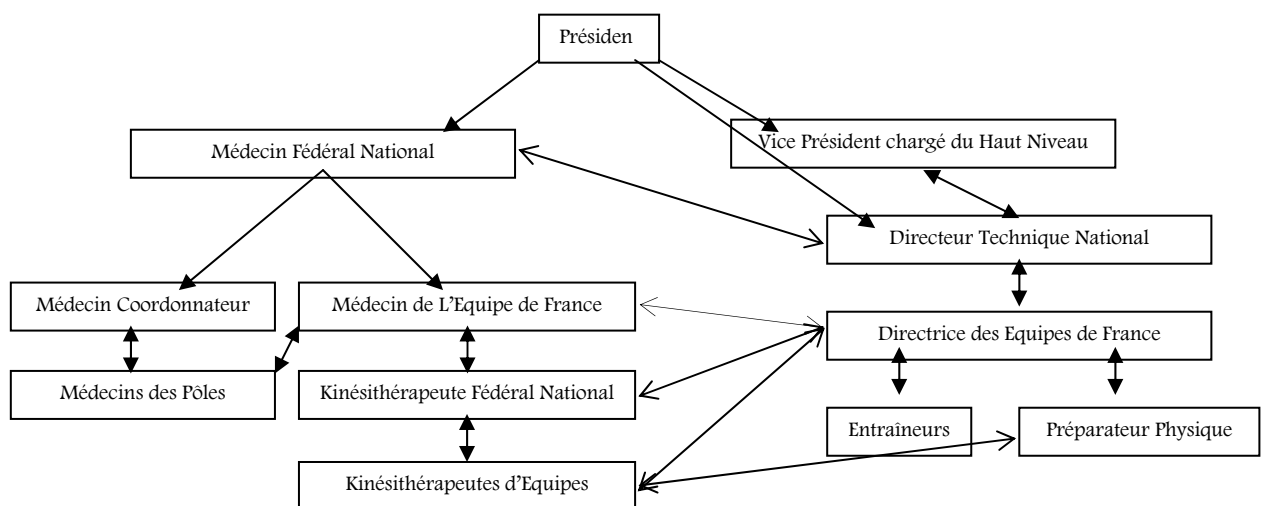 Présiden
Médecin Fédéral National
Vice Président chargé du Haut Niveau
Directeur Technique National
Médecin Coordonnateur
Médecin de L'Equipe de France
Directrice des Equipes de France
Médecins des Pôles
Kinésithérapeute Fédéral National
Entraîneurs
Préparateur Physique
Kinésithérapeutes d'Equipes